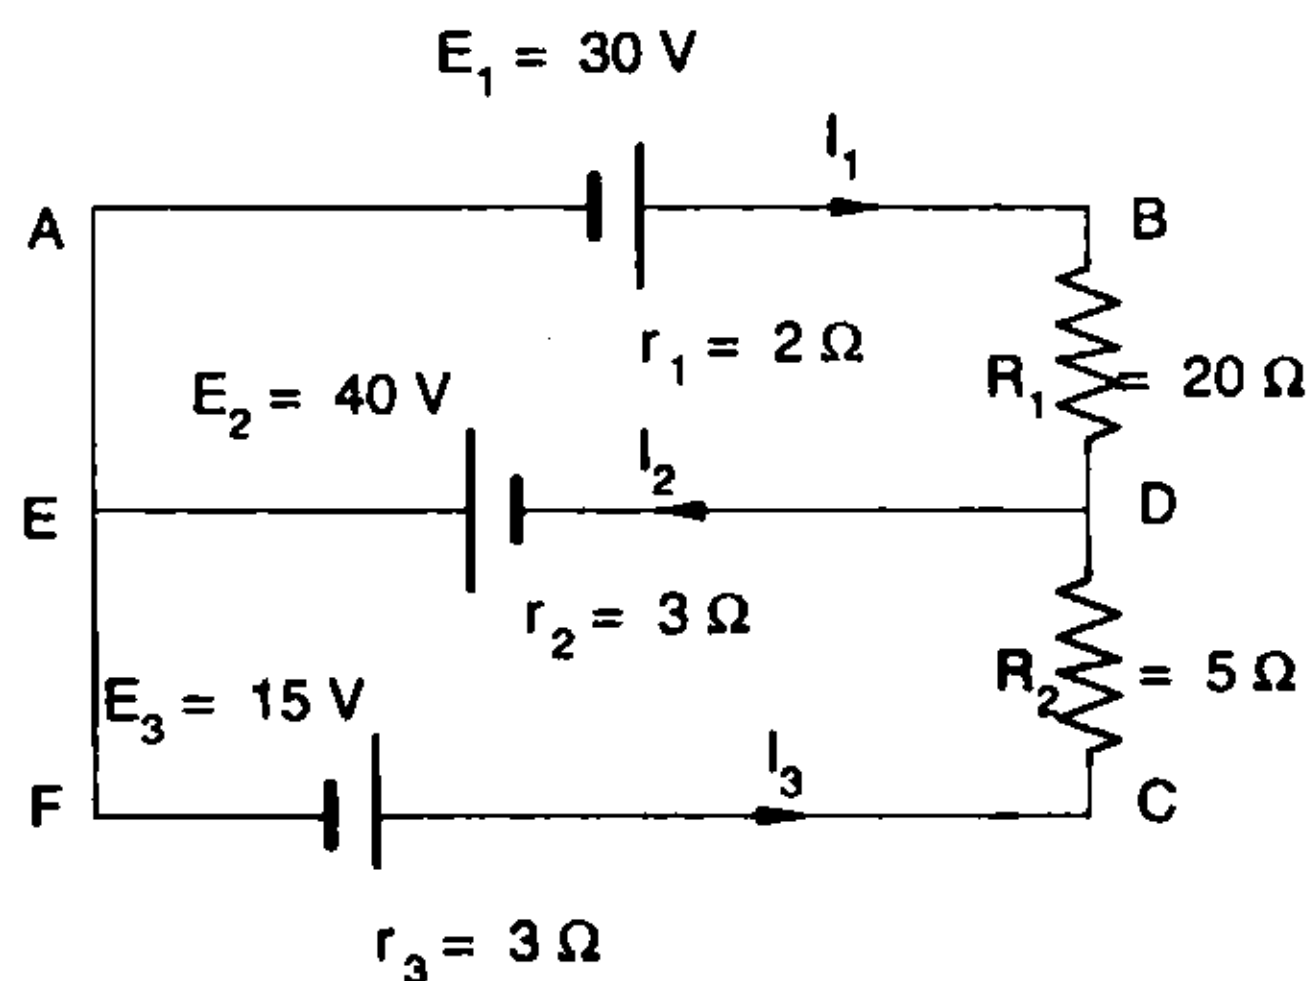 E₁ = 30 V
I₁
A
B
r₁ = 2 Ω
R₁ = 20 Ω
E₂ = 40 V
I₂
E
D
r₂ = 3 Ω
R₂ = 5 Ω
E₃ = 15 V
I₃
F
C
r₃ = 3 Ω